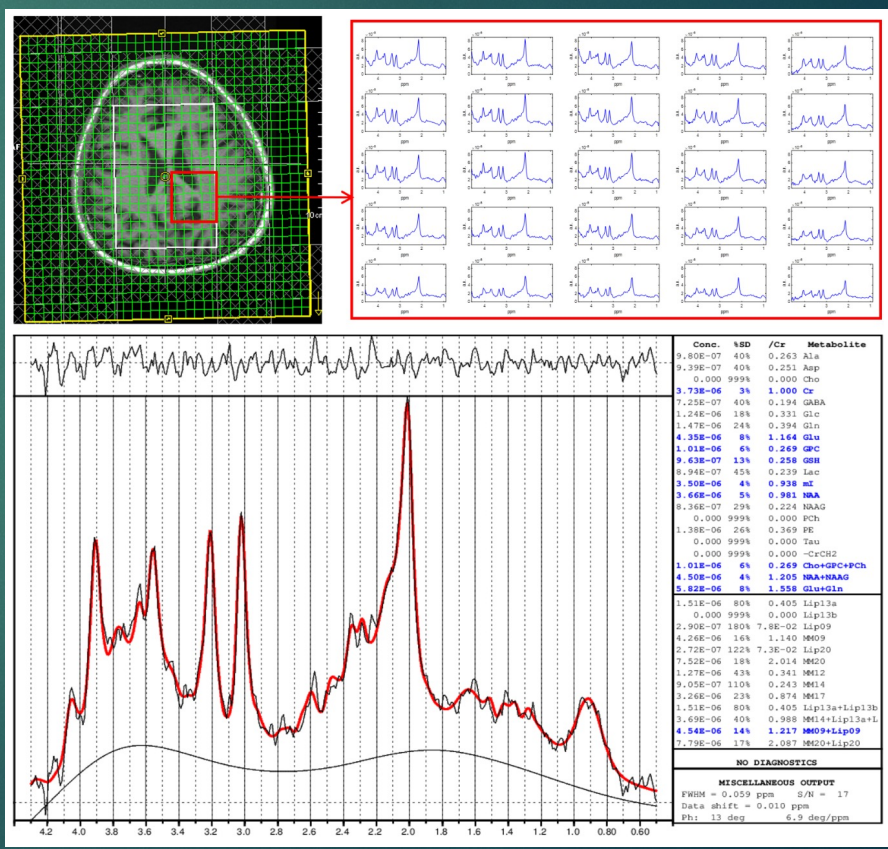 Conc. %SD /Cr Metabolite
9.80E-07 40% 0.263 Ala
9.39E-07 40% 0.251 Asp
0.000 999% 0.000 Cho
3.73E-06 3% 1.000 Cr
7.25E-07 40% 0.194 GABA
1.24E-06 18% 0.331 Glc
1.47E-06 24% 0.394 Gln
4.35E-06 8% 1.164 Glu
1.01E-06 6% 0.269 GPC
9.63E-07 13% 0.258 GSH
8.94E-07 45% 0.239 Lac
3.50E-06 4% 0.938 mI
3.66E-06 5% 0.981 NAA
8.36E-07 29% 0.224 NAAG
0.000 999% 0.000 PCh
1.38E-06 26% 0.369 PE
0.000 999% 0.000 Tau
0.000 999% 0.000 -CrCH2
1.01E-06 6% 0.269 Cho+GPC+PCh
4.50E-06 4% 1.205 NAA+NAAG
5.82E-06 8% 1.558 Glu+Gln
1.51E-06 80% 0.405 Lip13a
0.000 999% 0.000 Lip13b
2.90E-07 180% 7.8E-02 Lip09
4.26E-06 16% 1.140 MM09
2.72E-07 122% 7.3E-02 Lip20
7.52E-06 18% 2.014 MM20
1.27E-06 43% 0.341 MM12
9.05E-07 110% 0.243 MM14
3.26E-06 23% 0.874 MM17
1.51E-06 80% 0.405 Lip13a+Lip13b
3.69E-06 40% 0.988 MM14+Lip13a+L
4.54E-06 14% 1.217 MM09+Lip09
7.79E-06 17% 2.087 MM20+Lip20
NO DIAGNOSTICS
MISCELLANEOUS OUTPUT
FWHM = 0.059 ppm S/N = 17
Data shift = 0.010 ppm
Ph: 13 deg 6.9 deg/ppm
4.2 3.8 3.6 3.4 3.2 3.0 2.8 2.6 2.4 2.2 2.0 1.8 1.6 1.4 1.2 1.0 0.80 0.60